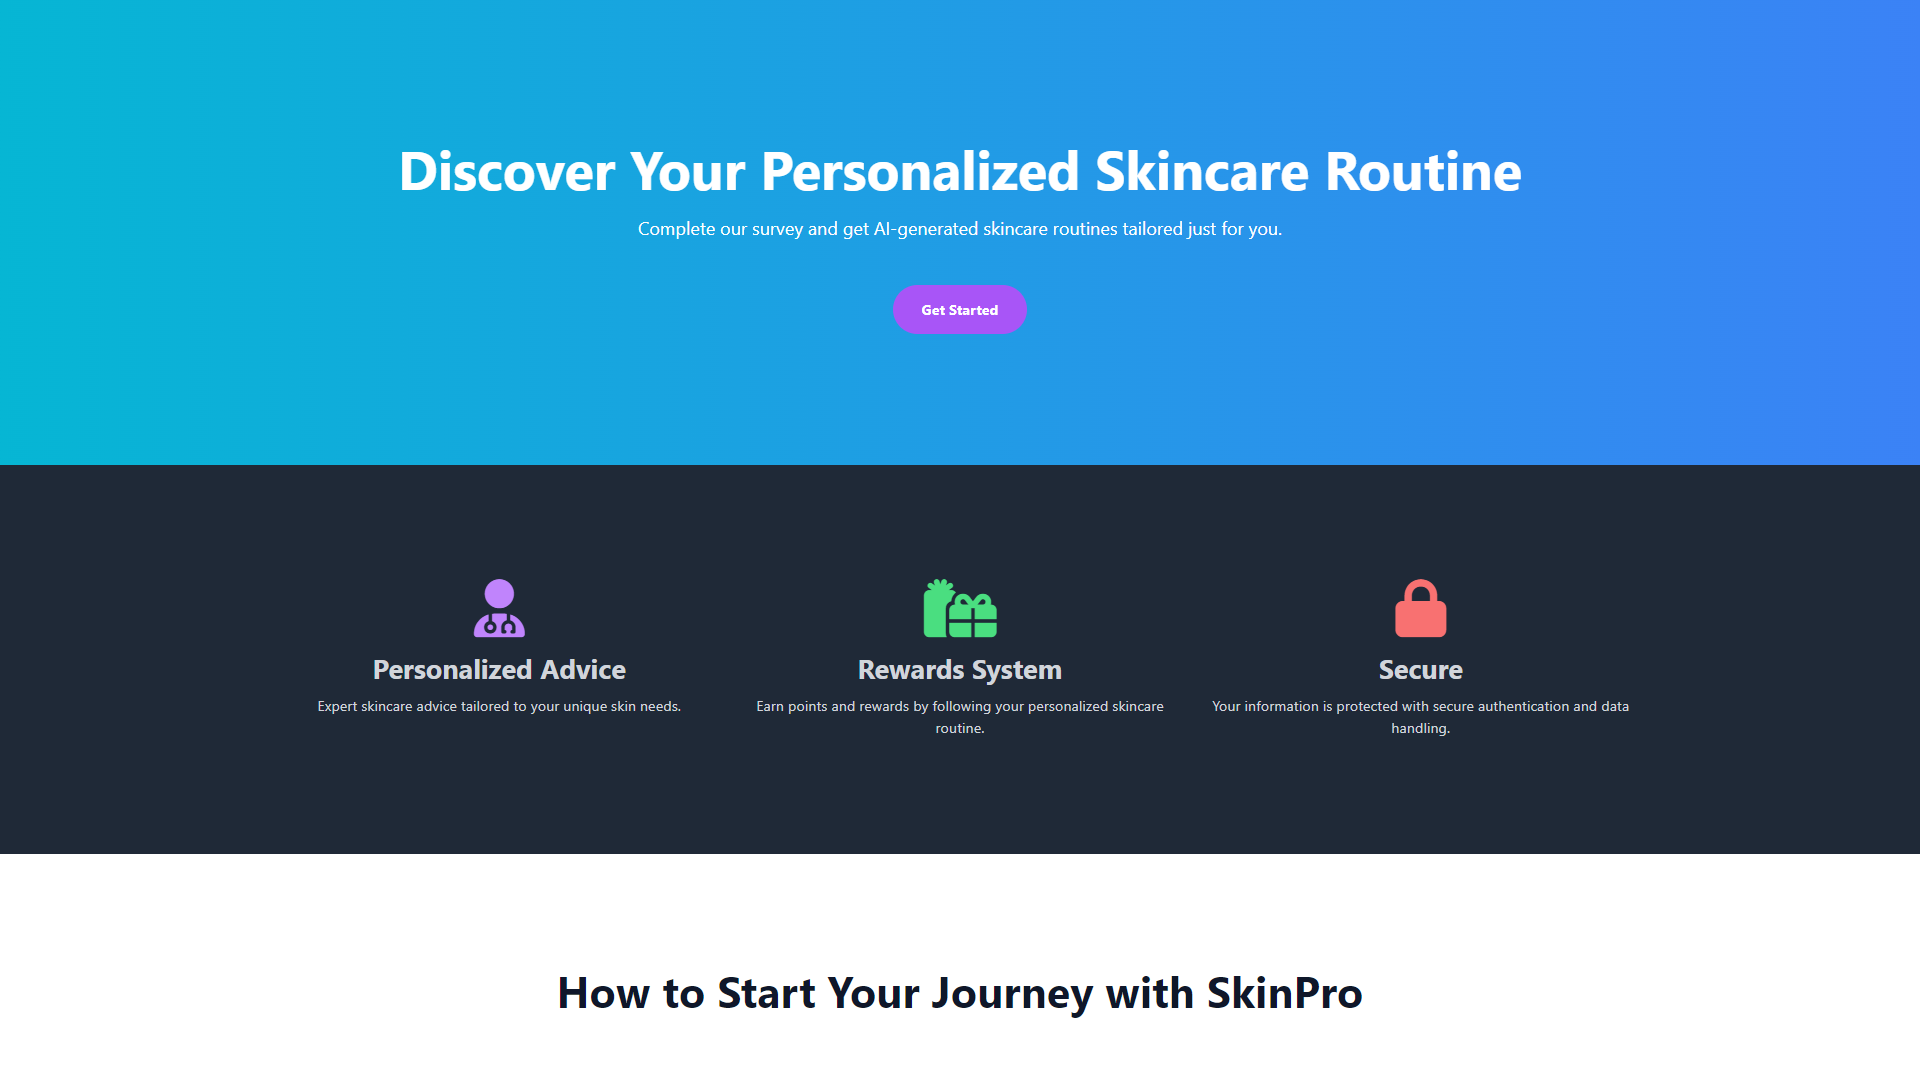 Discover Your Personalized Skincare Routine
Complete our survey and get AI-generated skincare routines tailored just for you.
Get Started
Personalized Advice
Expert skincare advice tailored to your unique skin needs.
Rewards System
Earn points and rewards by following your personalized skincare
routine.
Secure
Your information is protected with secure authentication and data
handling.
How to Start Your Journey with SkinPro